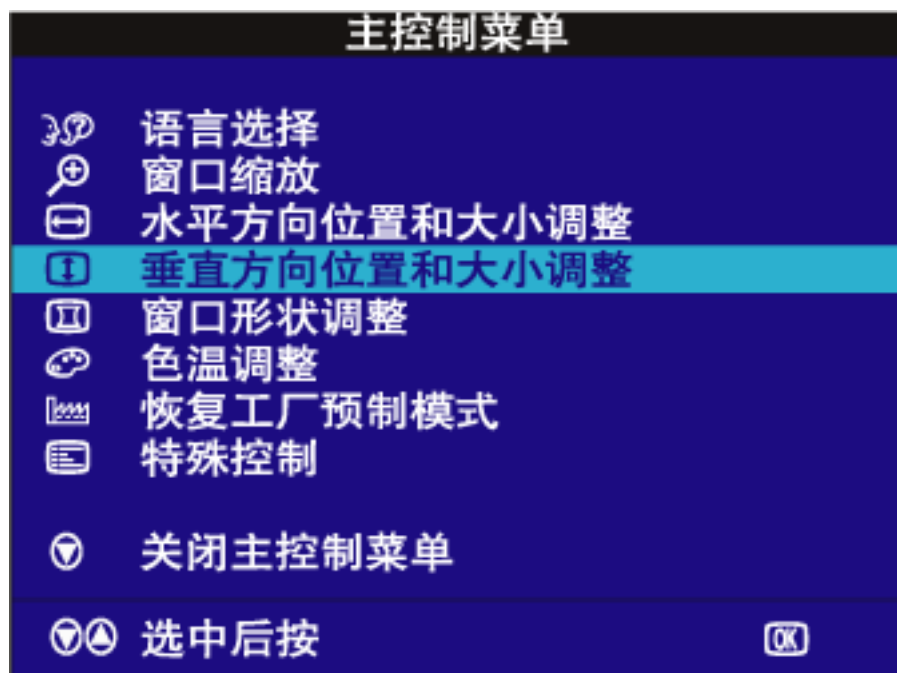 主控制菜单
语言选择
窗口缩放
水平方向位置和大小调整
垂直方向位置和大小调整
窗口形状调整
色温调整
恢复工厂预制模式
特殊控制
关闭主控制菜单
选中后按 OK